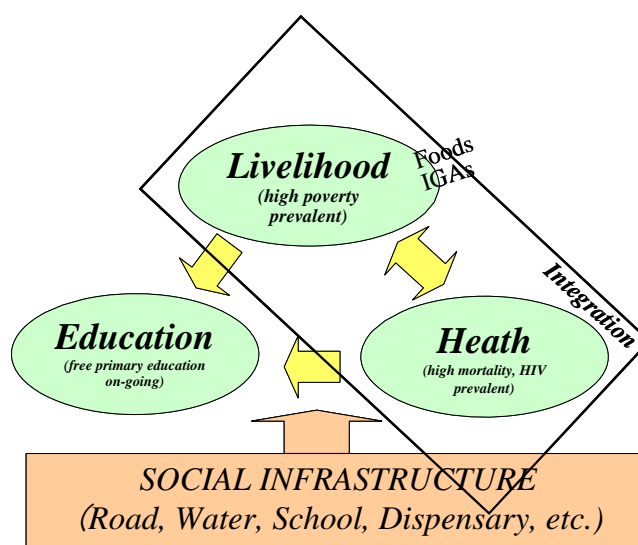 Livelihood
(high poverty
prevalent)
Foods
IGAs
Integration
Education
(free primary education
on-going)
Heath
(high mortality, HIV
prevalent)
SOCIAL INFRASTRUCTURE
（Road, Water, School, Dispensary, etc.)